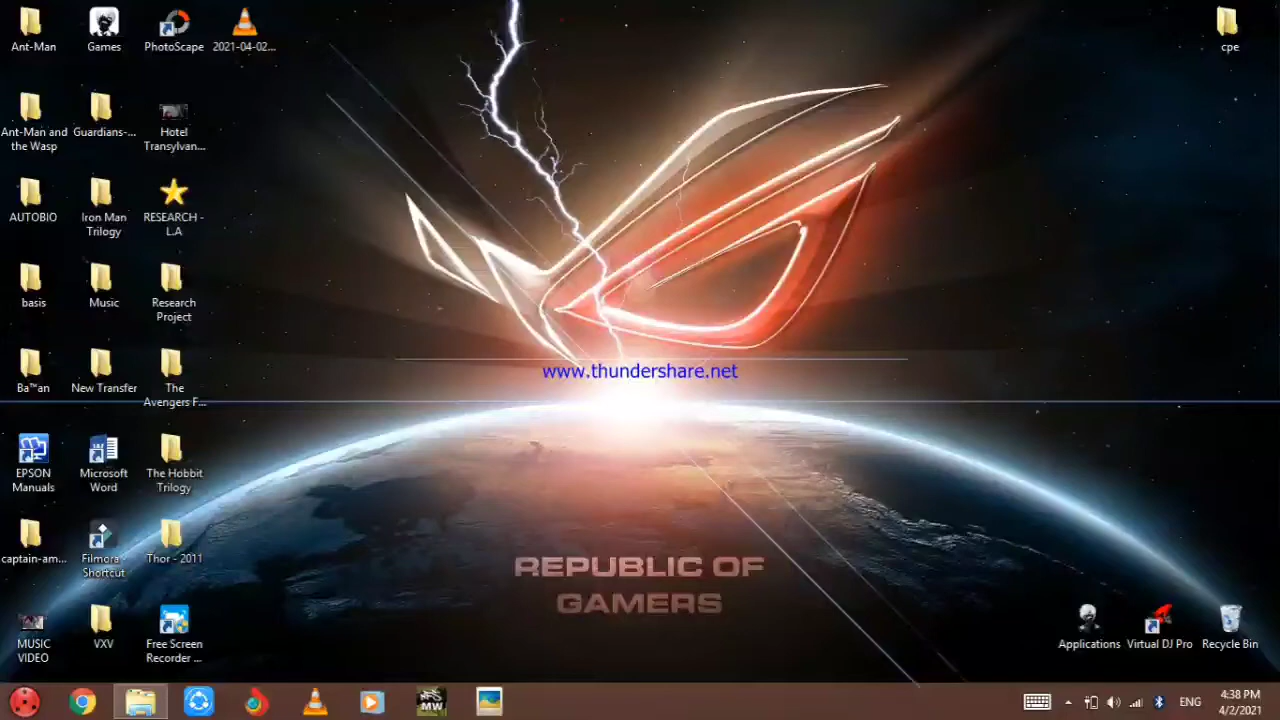 Ant-Man
Games
PhotoScape
2021-04-02...
cpe
Ant-Man and
the Wasp
Guardians-...
Hotel
Transylvan...
AUTOBIO
Iron Man
Trilogy
RESEARCH -
L.A
basis
Music
Research
Project
www.thundershare.net
Ba™an
New Transfer
The
Avengers F...
EPSON
Manuals
Microsoft
Word
The Hobbit
Trilogy
captain-am...
Filmora -
Shortcut
Thor - 2011
REPUBLIC OF
GAMERS
MUSIC
VIDEO
VXV
Free Screen
Recorder ...
Applications
Virtual DJ Pro
Recycle Bin
MW
ENG
4:38 PM
4/2/2021